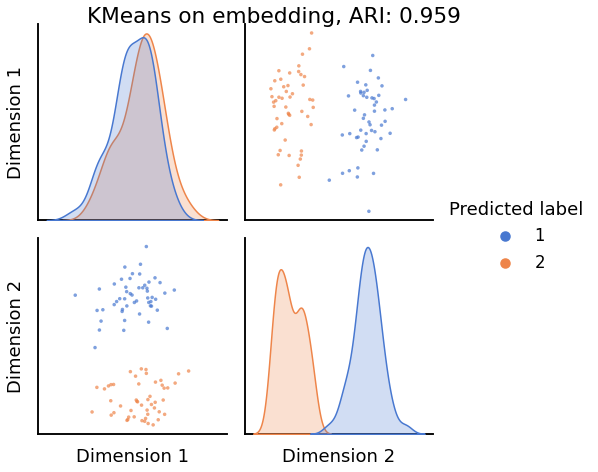 KMeans on embedding, ARI: 0.959
Dimension 1
Predicted label
1
2
Dimension 2
Dimension 1
Dimension 2